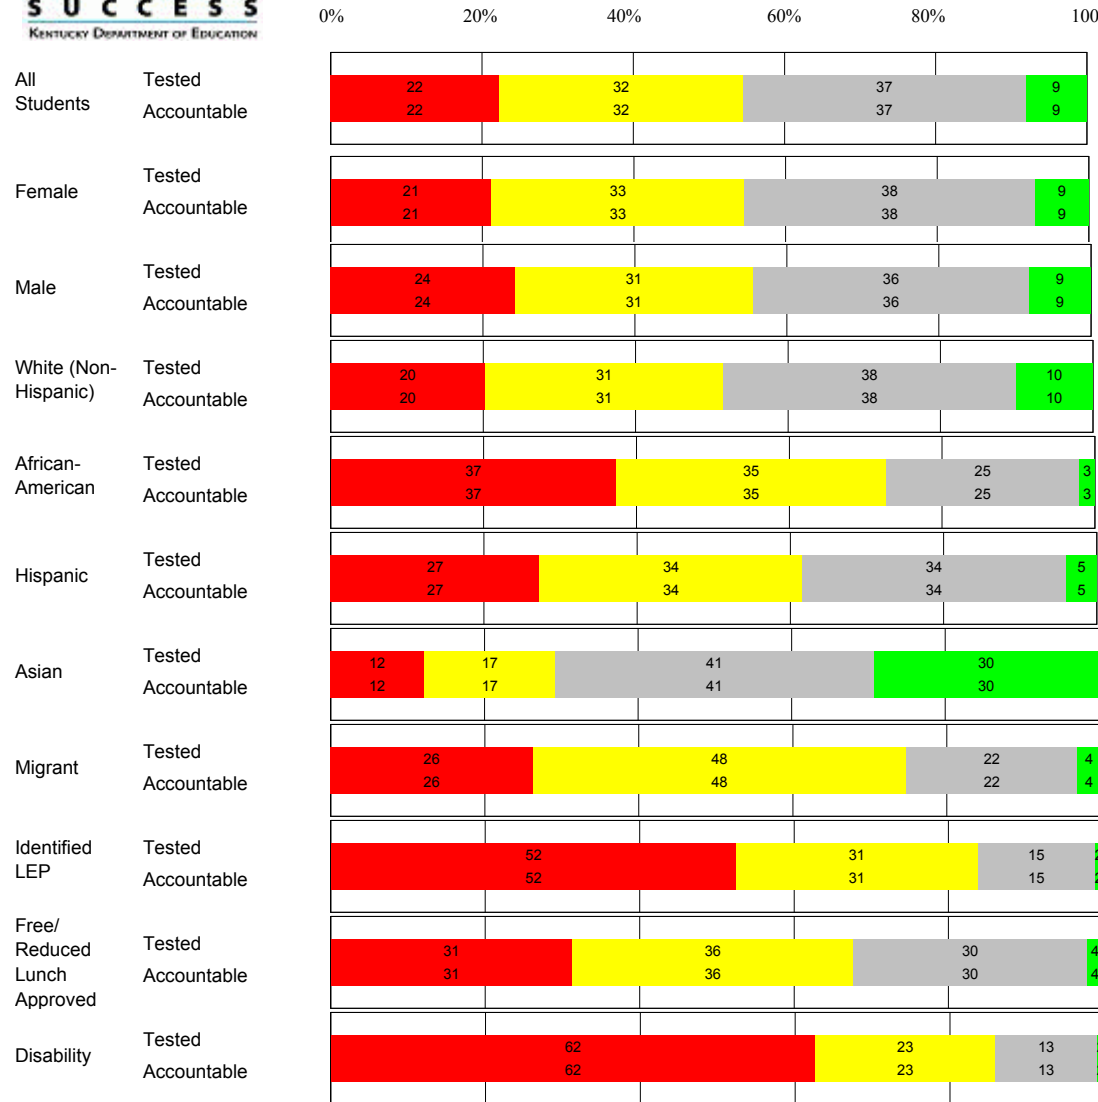 SUCCESS
KENTUCKY DEPARTMENT OF EDUCATION
0% 20% 40% 60% 80% 100
All Students Tested 22 32 37 9
Accountable 22 32 37 9
Female Tested 21 33 38 9
Accountable 21 33 38 9
Male Tested 24 31 36 9
Accountable 24 31 36 9
White (Non-Hispanic) Tested 20 31 38 10
Accountable 20 31 38 10
African-American Tested 37 35 25 3
Accountable 37 35 25 3
Hispanic Tested 27 34 34 5
Accountable 27 34 34 5
Asian Tested 12 17 41 30
Accountable 12 17 41 30
Migrant Tested 26 48 22 4
Accountable 26 48 22 4
Identified LEP Tested 52 31 15
Accountable 52 31 15
Free/
Reduced
Lunch
Approved
Tested 31 36 30 4
Accountable 31 36 30 4
Disability Tested 62 23 13
Accountable 62 23 13